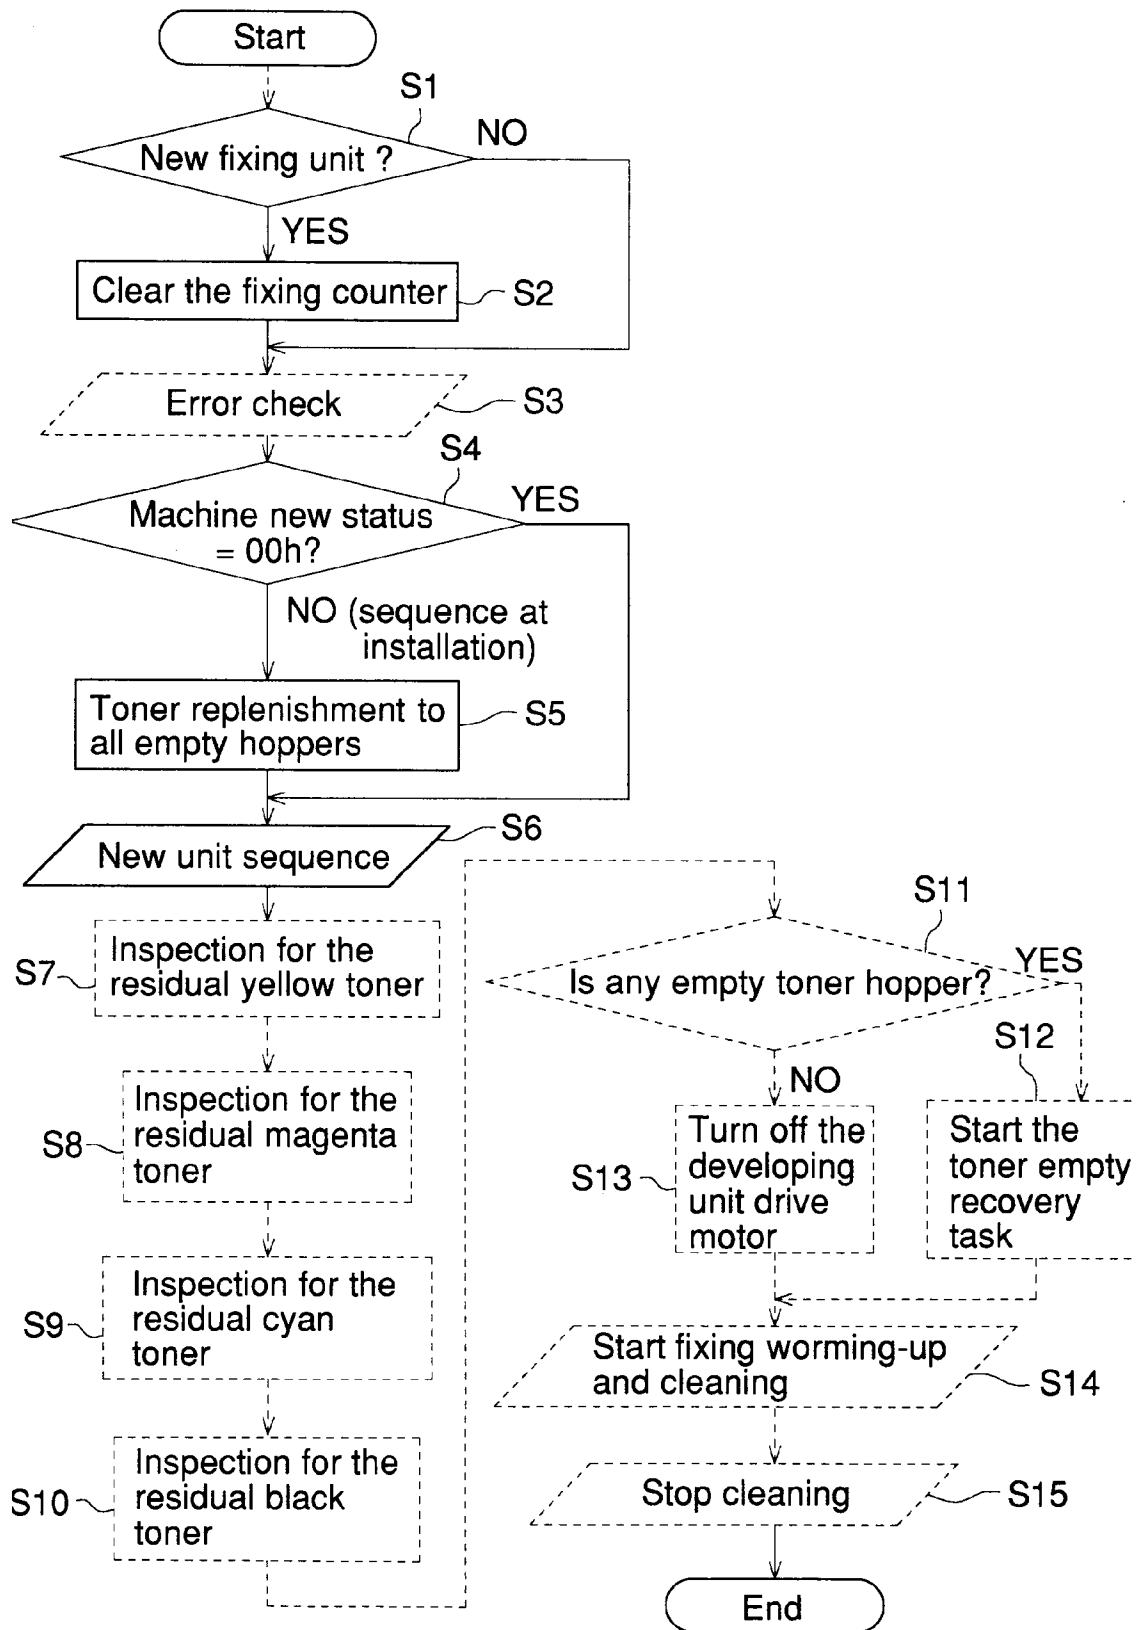 Start
S1
NO
New fixing unit ?
YES
Clear the fixing counter
S2
Error check
S3
S4
YES
Machine new status
= 00h?
NO (sequence at
installation)
Toner replenishment to
all empty hoppers
S5
S6
New unit sequence
S7
Inspection for the
residual yellow toner
S8
Inspection for the
residual magenta
toner
S9
Inspection for the
residual cyan
toner
S10
Inspection for the
residual black
toner
S11
YES
Is any empty toner hopper?
S12
NO
S13
Turn off the
developing
unit drive
motor
Start the
toner empty
recovery
task
Start fixing worming-up
and cleaning
S14
Stop cleaning
S15
End